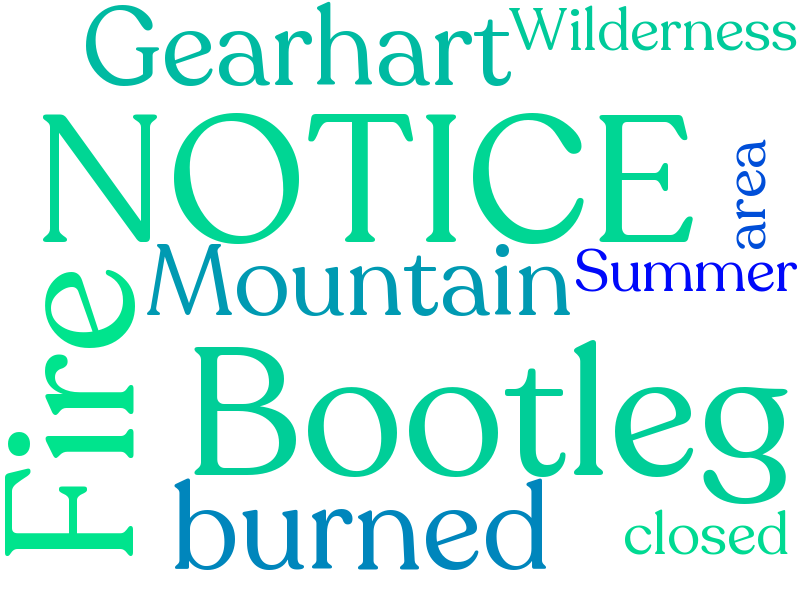 Gearhart
Wilderness
NOTICE
area
Mountain
Summer
Fire
Bootleg
burned
closed